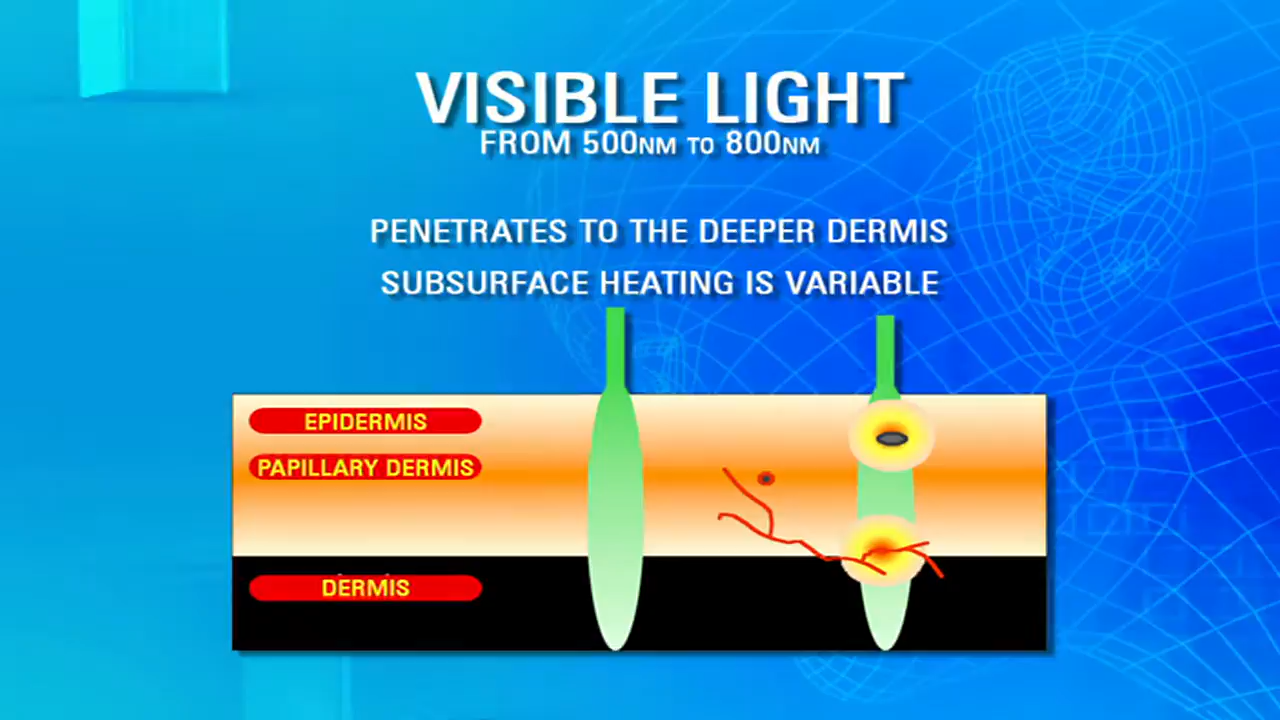 VISIBLE LIGHT
FROM 500NM TO 800NM
PENETRATES TO THE DEEPER DERMIS
SUBSURFACE HEATING IS VARIABLE
EPIDERMIS
PAPILLARY DERMIS
DERMIS